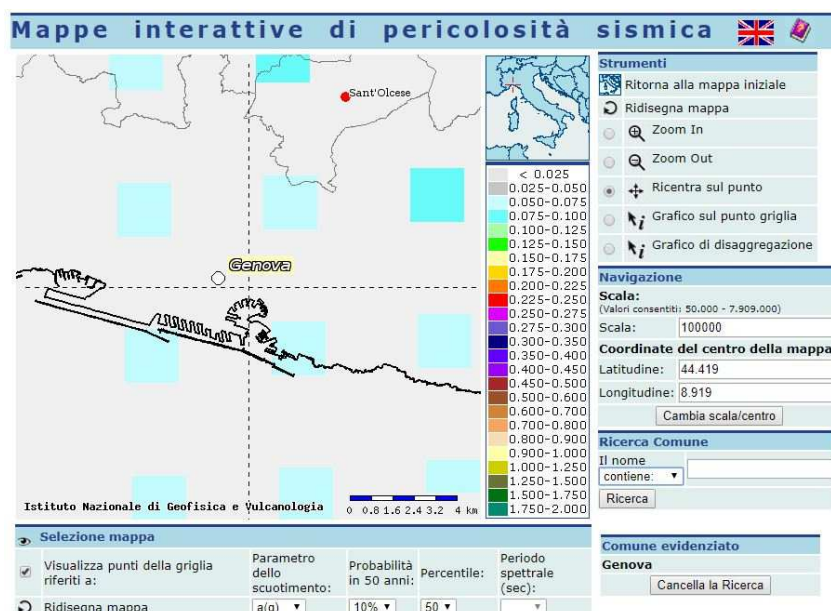 Mappe interattive di pericolosità sismica
Sant'Olcese
Genova
Istituto Nazionale di Geofisica e Vulcanologia
0 0.8 1.6 2.4 3.2 4 km
< 0.025
0.025-0.050
0.050-0.075
0.075-0.100
0.100-0.125
0.125-0.150
0.150-0.175
0.175-0.200
0.200-0.225
0.225-0.250
0.250-0.275
0.275-0.300
0.300-0.350
0.350-0.400
0.400-0.450
0.450-0.500
0.500-0.600
0.600-0.700
0.700-0.800
0.800-0.900
0.900-1.000
1.000-1.250
1.250-1.500
1.500-1.750
1.750-2.000
Strumenti
Ritorna alla mappa iniziale
Ridisegna mappa
Zoom In
Zoom Out
Ricentra sul punto
Grafico sul punto griglia
Grafico di disaggregazione
Navigazione
Scala:
(Valori consentiti: 50.000 - 7.909.000)
Scala: 100000
Coordinate del centro della mappa
Latitudine: 44.419
Longitudine: 8.919
Cambia scala/centro
Ricerca Comune
Il nome
contiene:
Ricerca
Comune evidenziato
Genova
Cancella la Ricerca
Selezione mappa
Visualizza punti della griglia
riferiti a:
Parametro
dello
scuotimento:
Probabilità
in 50 anni:
Percentile:
Periodo
spettrale
(sec):
Ridisegna mappa
a(g)
10%
50